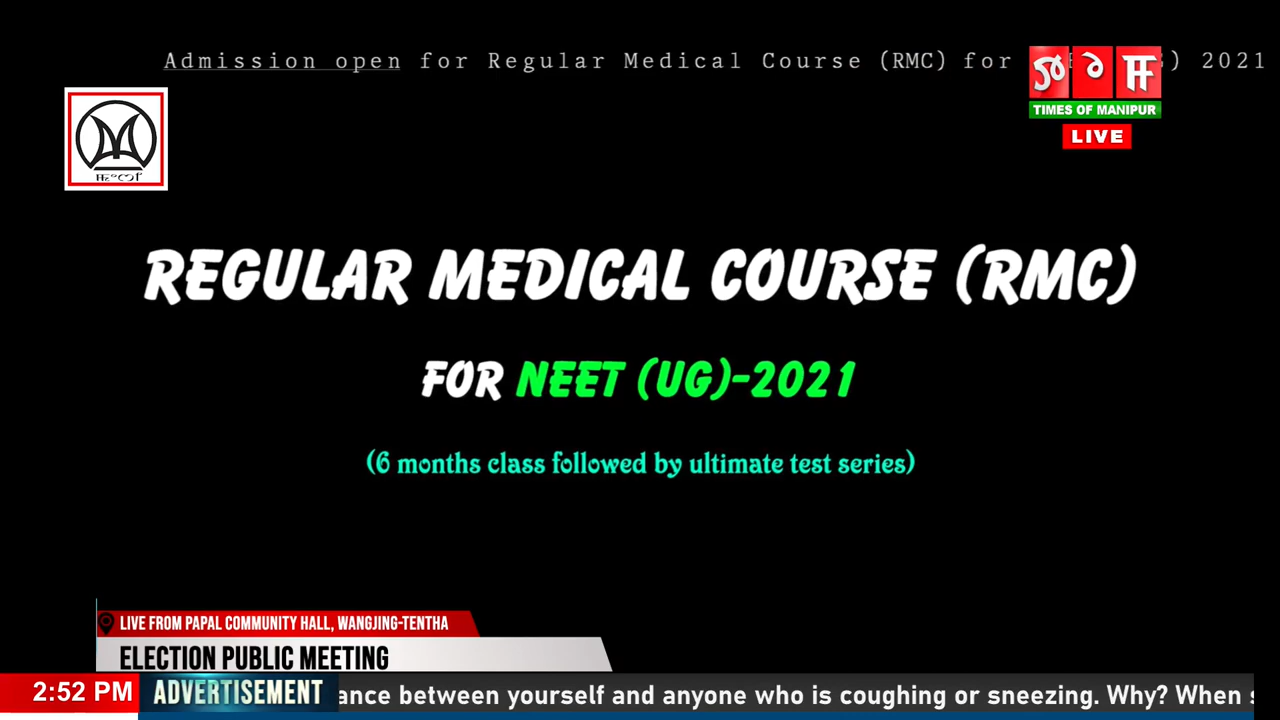 Admission open for Regular Medical Course (RMC) for ) 2021
TIMES OF MANIPUR
LIVE
REGULAR MEDICAL COURSE (RMC)
FOR NEET (UG)-2021
(6 months class followed by ultimate test series)
LIVE FROM PAPAL COMMUNITY HALL, WANGJING-TENTHA
ELECTION PUBLIC MEETING
2:52 PM ADVERTISEMENT ance between yourself and anyone who is coughing or sneezing. Why? When s